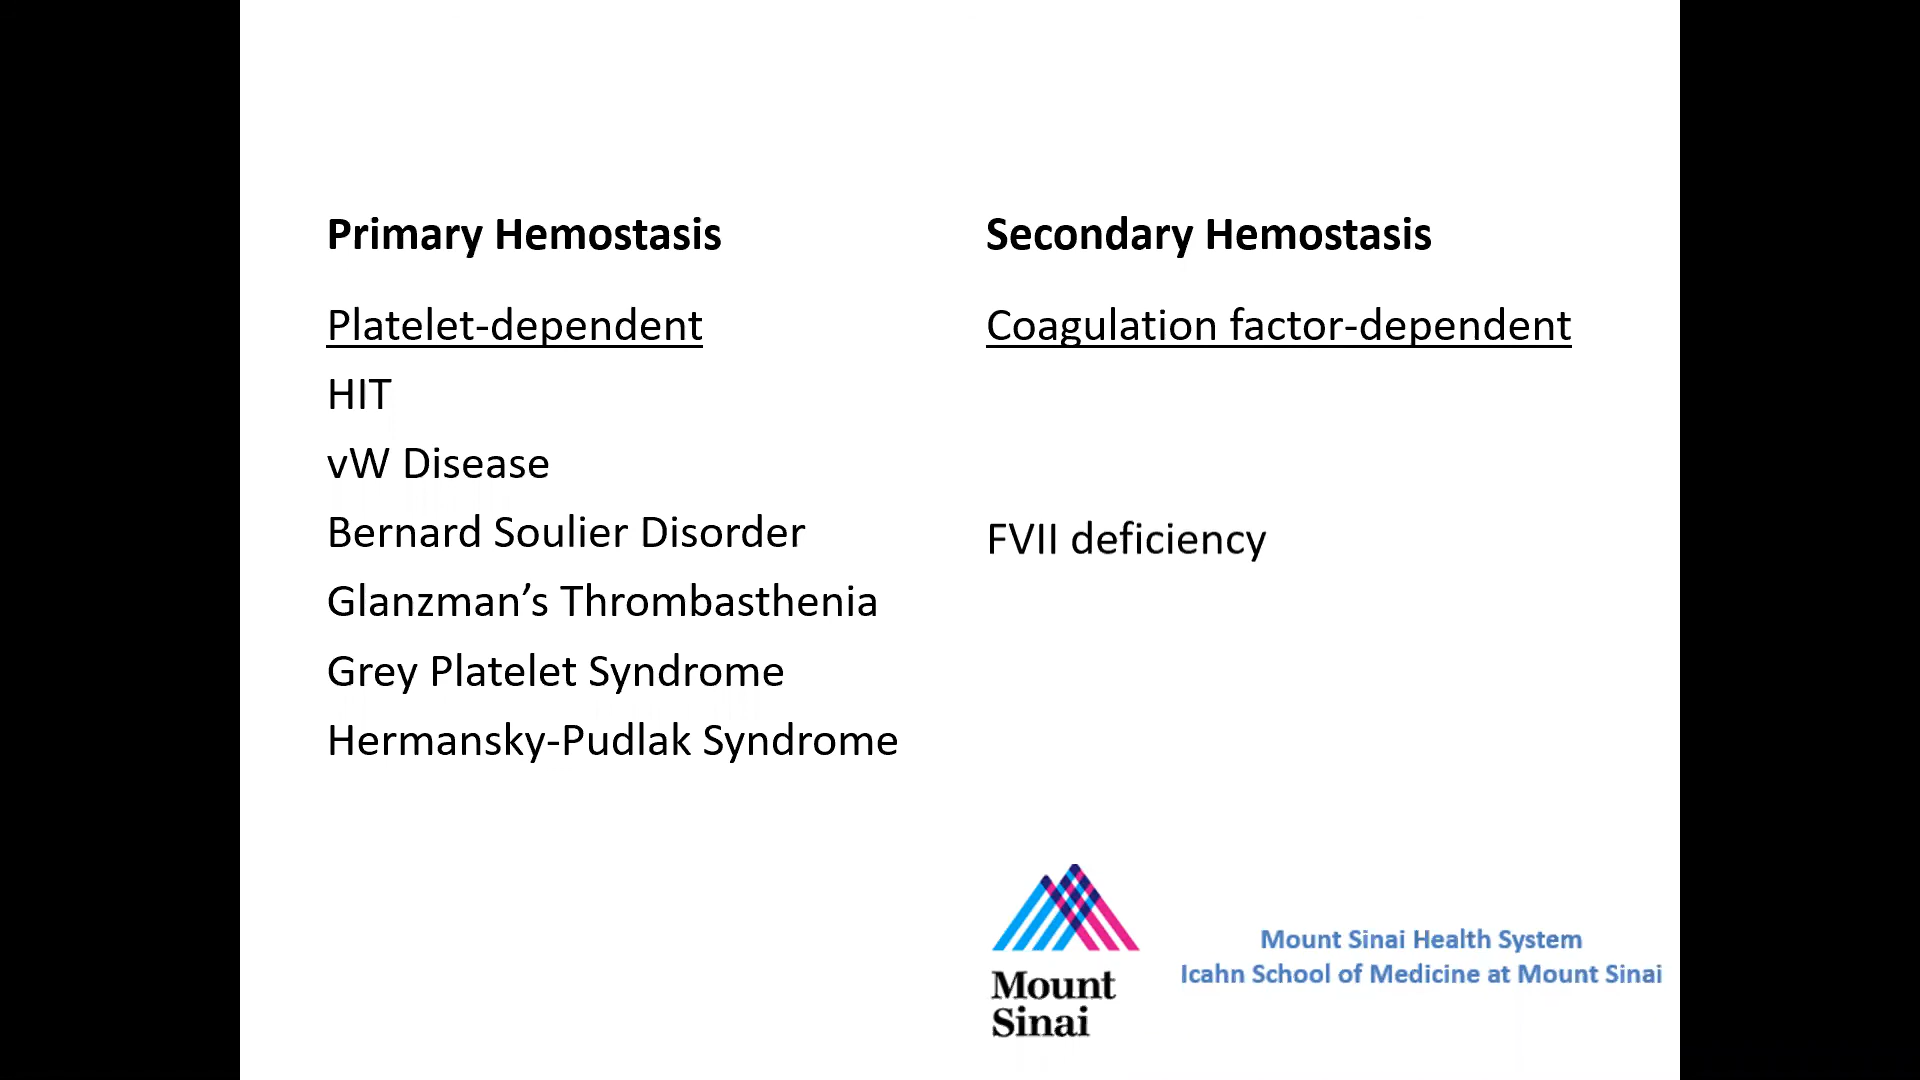 Primary Hemostasis
Platelet-dependent
HIT
vW Disease
Bernard Soulier Disorder
Glanzman’s Thrombasthenia
Grey Platelet Syndrome
Hermansky-Pudlak Syndrome
Secondary Hemostasis
Coagulation factor-dependent
FVII deficiency
Mount
Sinai
Mount Sinai Health System
Icahn School of Medicine at Mount Sinai